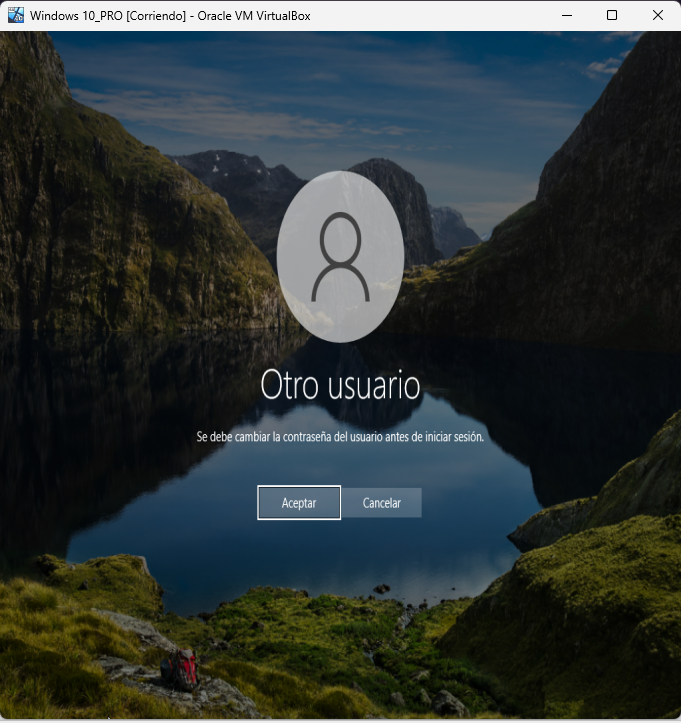 Windows 10_PRO [Corriendo] - Oracle VM VirtualBox
Otro usuario
Se debe cambiar la contraseña del usuario antes de iniciar sesión.
Aceptar Cancelar